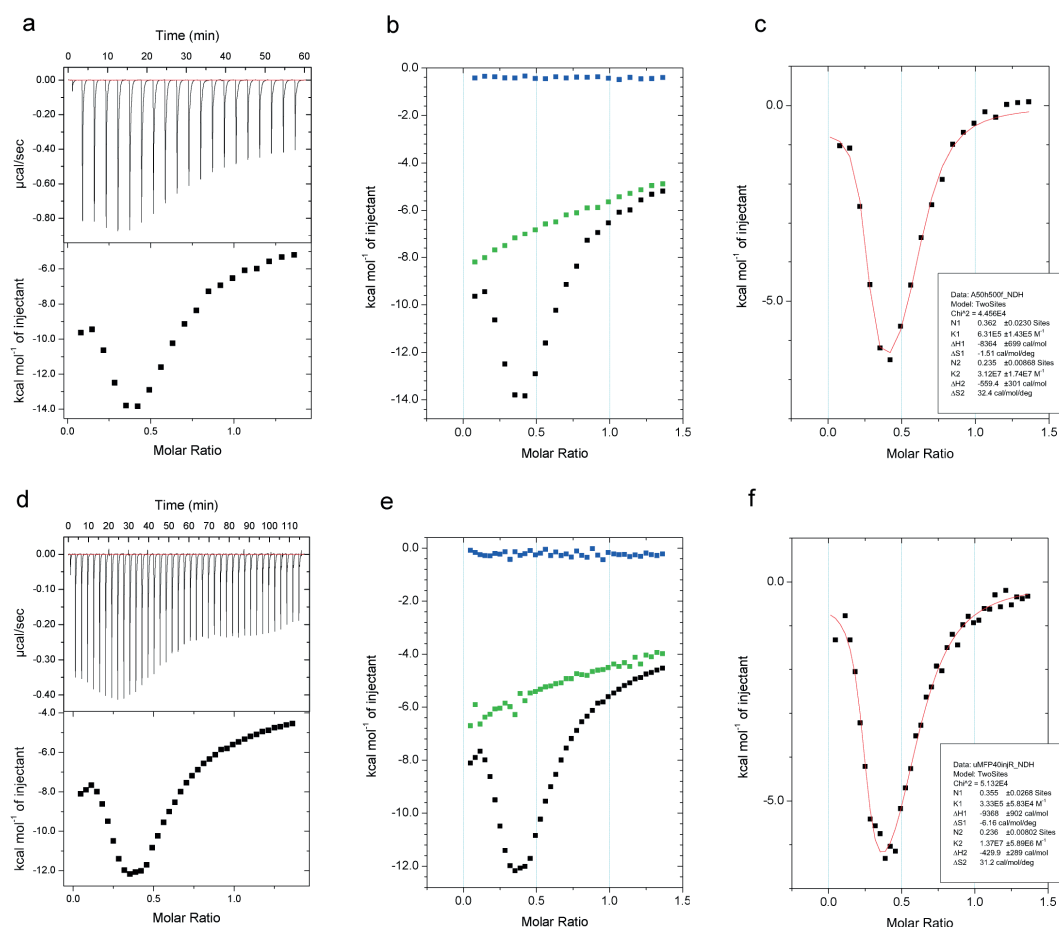 a
Time (min)
0 10 20 30 40 50 60
0.00
-0.20
-0.40
-0.60
-0.80
µcal/sec
-6.0
-8.0
-10.0
-12.0
-14.0
kcal mol⁻¹ of injectant
0.0 0.5 1.0
Molar Ratio
b
0.0
-2.0
-4.0
-6.0
-8.0
-10.0
-12.0
-14.0
kcal mol⁻¹ of injectant
0.0 0.5 1.0 1.5
Molar Ratio
c
0.0
-5.0
kcal mol⁻¹ of injectant
Data: A50h500f_NDH
Model: TwoSites
Chi^2 = 4.456E4
N1 0.362 ±0.0230 Sites
K1 6.31E5 ±1.43E5 M⁻¹
ΔH1 -8364 ±699 cal/mol
ΔS1 -1.51 cal/mol/deg
N2 0.235 ±0.00868 Sites
K2 3.12E7 ±1.74E7 M⁻¹
ΔH2 -559.4 ±301 cal/mol
ΔS2 32.4 cal/mol/deg
0.0 0.5 1.0 1.5
Molar Ratio
d
Time (min)
0 10 20 30 40 50 60 70 80 90 100 110
0.00
-0.10
-0.20
-0.30
-0.40
µcal/sec
-4.0
-6.0
-8.0
-10.0
-12.0
kcal mol⁻¹ of injectant
0.0 0.5 1.0
Molar Ratio
e
0.0
-2.0
-4.0
-6.0
-8.0
-10.0
-12.0
kcal mol⁻¹ of injectant
0.0 0.5 1.0 1.5
Molar Ratio
f
0.0
-5.0
kcal mol⁻¹ of injectant
Data: uMFP40injR_NDH
Model: TwoSites
Chi^2 = 5.132E4
N1 0.355 ±0.0268 Sites
K1 3.33E5 ±5.83E4 M⁻¹
ΔH1 -9368 ±902 cal/mol
ΔS1 -6.16 cal/mol/deg
N2 0.236 ±0.00802 Sites
K2 1.37E7 ±5.89E6 M⁻¹
ΔH2 -429.9 ±289 cal/mol
ΔS2 31.2 cal/mol/deg
0.0 0.5 1.0 1.5
Molar Ratio